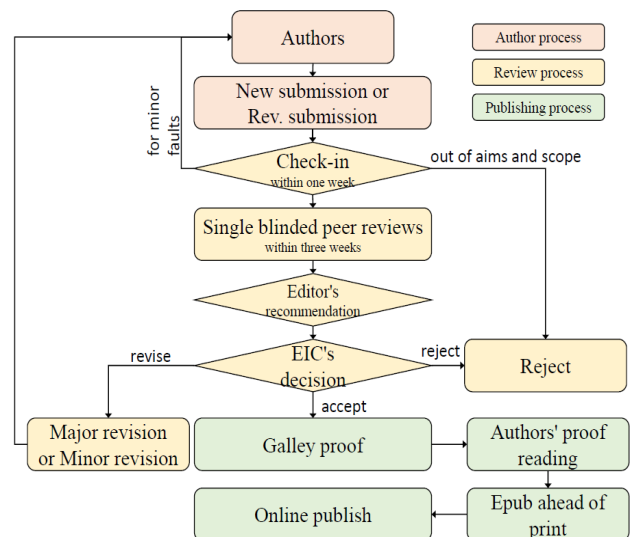 Authors
Author process
New submission or
Rev. submission
Review process
Publishing process
for minor
faults
Check-in
within one week
out of aims and scope
Single blinded peer reviews
within three weeks
Editor's
recommendation
revise
EIC's
decision
reject
Reject
accept
Major revision
or Minor revision
Galley proof
Authors' proof
reading
Online publish
Epub ahead of
print